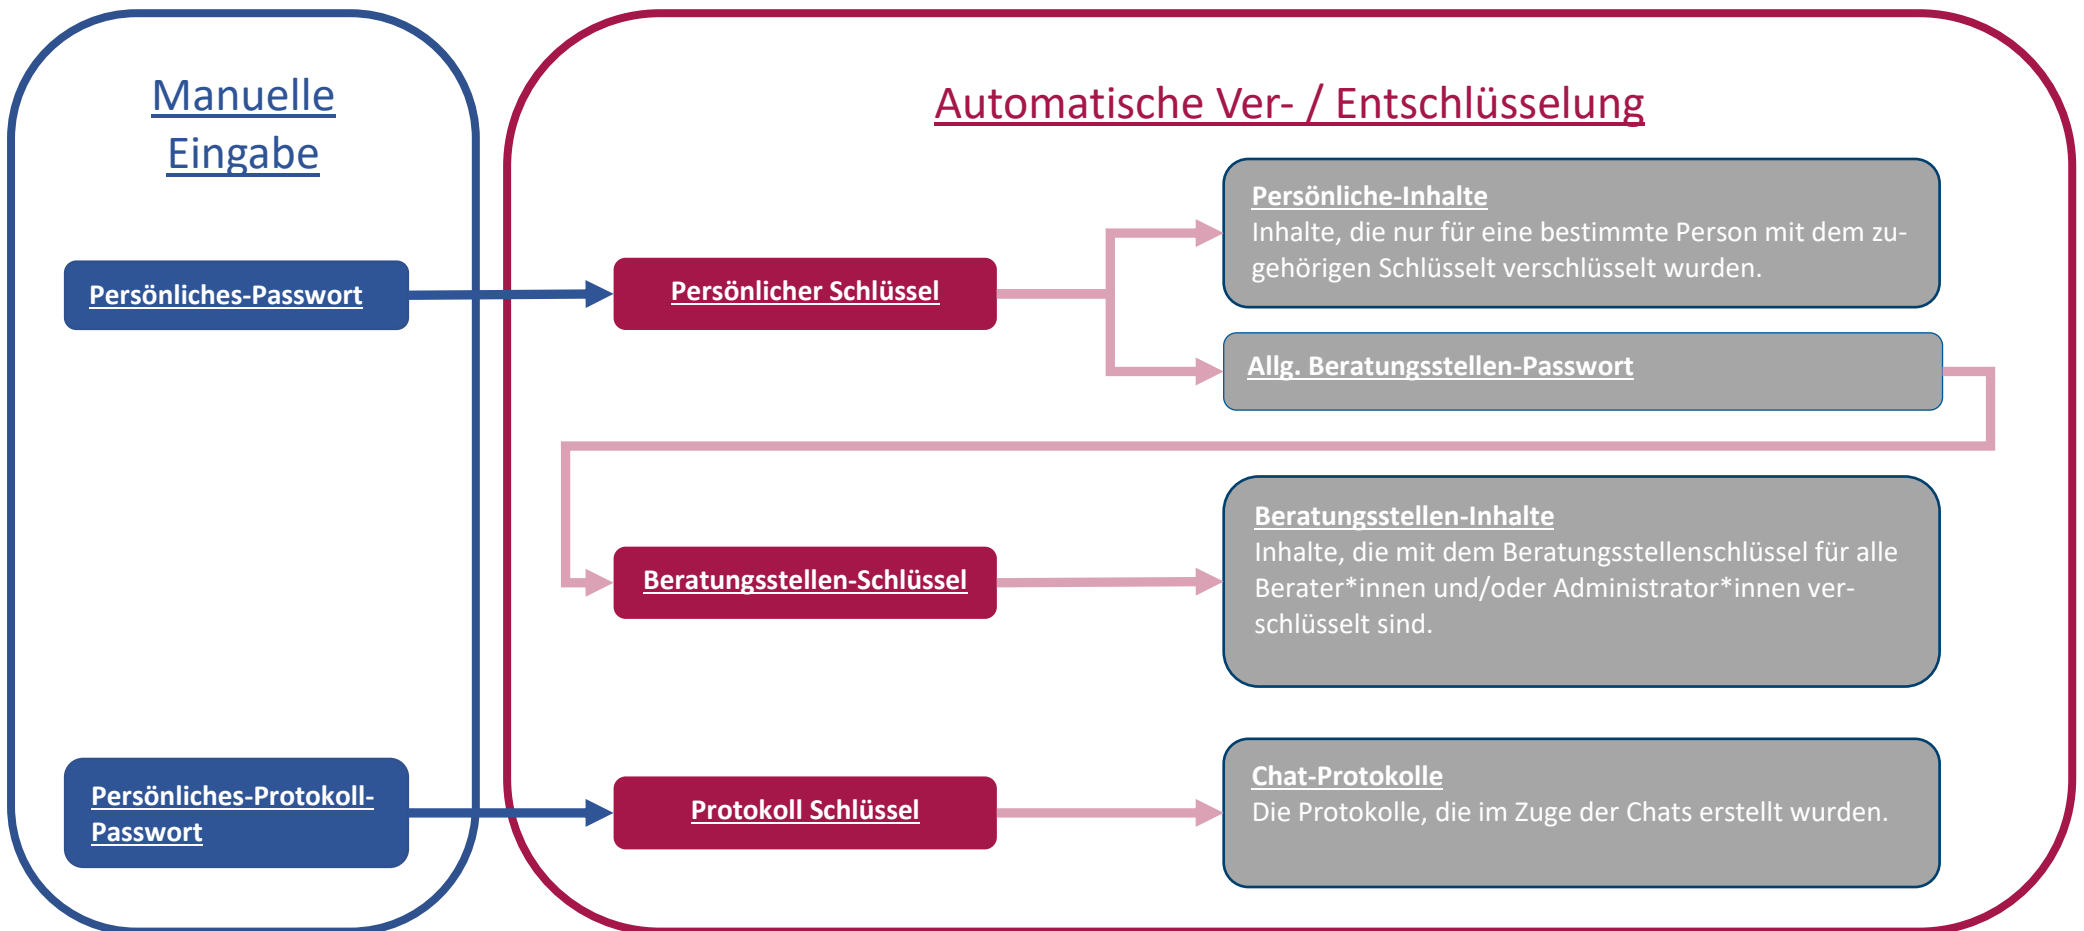 Manuelle
Eingabe
Automatische Ver- / Entschlüsselung
Persönliches-Passwort
Persönlicher Schlüssel
Persönliche-Inhalte
Inhalte, die nur für eine bestimmte Person mit dem zu-
gehörigen Schlüsselt verschlüsselt wurden.
Allg. Beratungsstellen-Passwort
Beratungsstellen-Schlüssel
Beratungsstellen-Inhalte
Inhalte, die mit dem Beratungsstellenschlüssel für alle
Berater*innen und/oder Administrator*innen ver-
schlüsselt sind.
Persönliches-Protokoll-
Passwort
Protokoll Schlüssel
Chat-Protokolle
Die Protokolle, die im Zuge der Chats erstellt wurden.